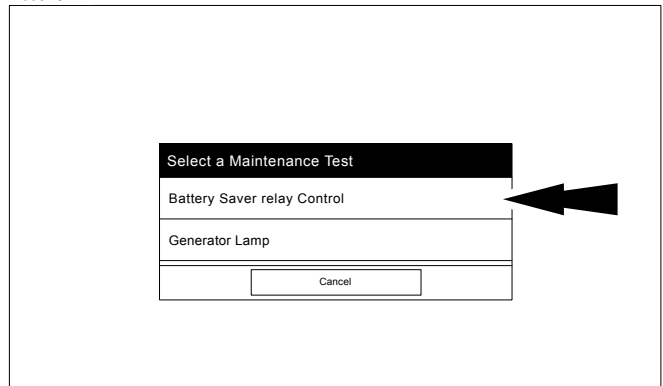 Select a Maintenance Test
Battery Saver relay Control
Generator Lamp
Cancel